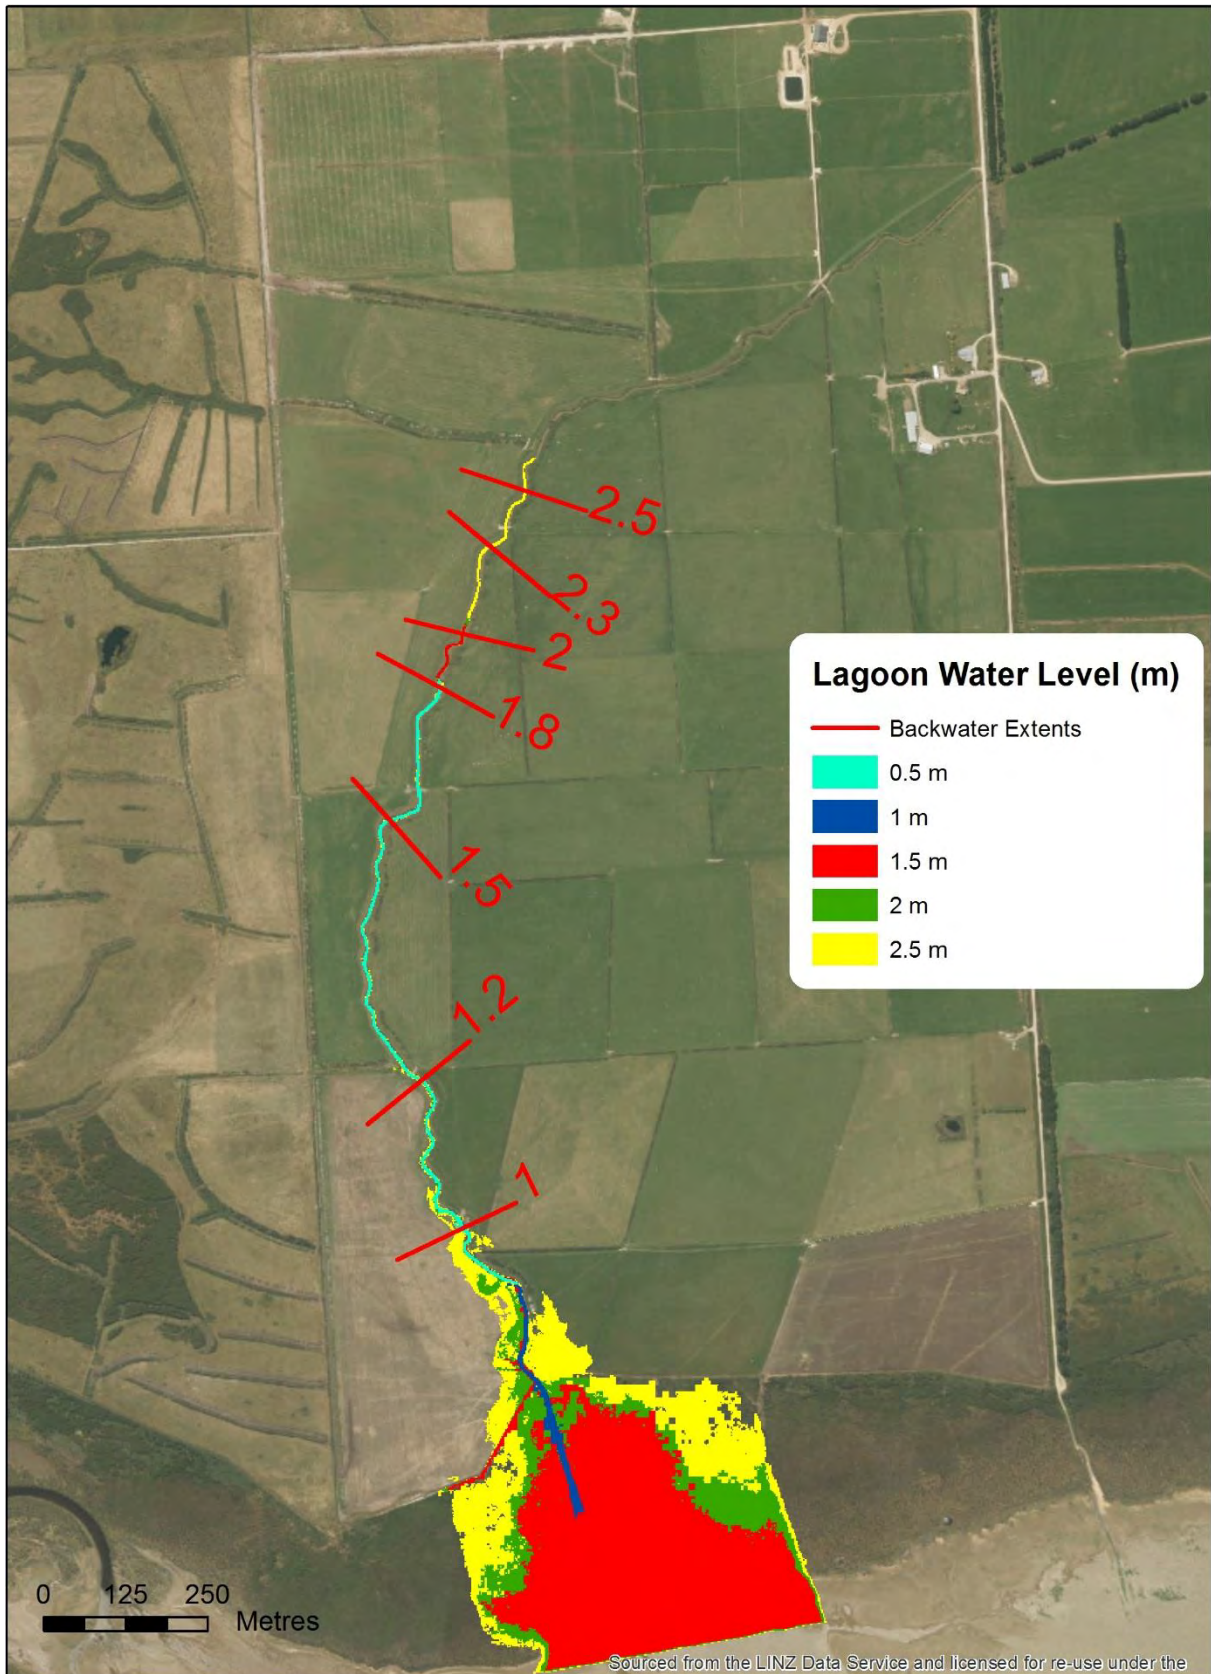 2.5
2.3
2
1.8
1.5
1.2
1
Lagoon Water Level (m)
Backwater Extents
0.5 m
1 m
1.5 m
2 m
2.5 m
0 125 250
Metres
Sourced from the LINZ Data Service and licensed for re-use under the